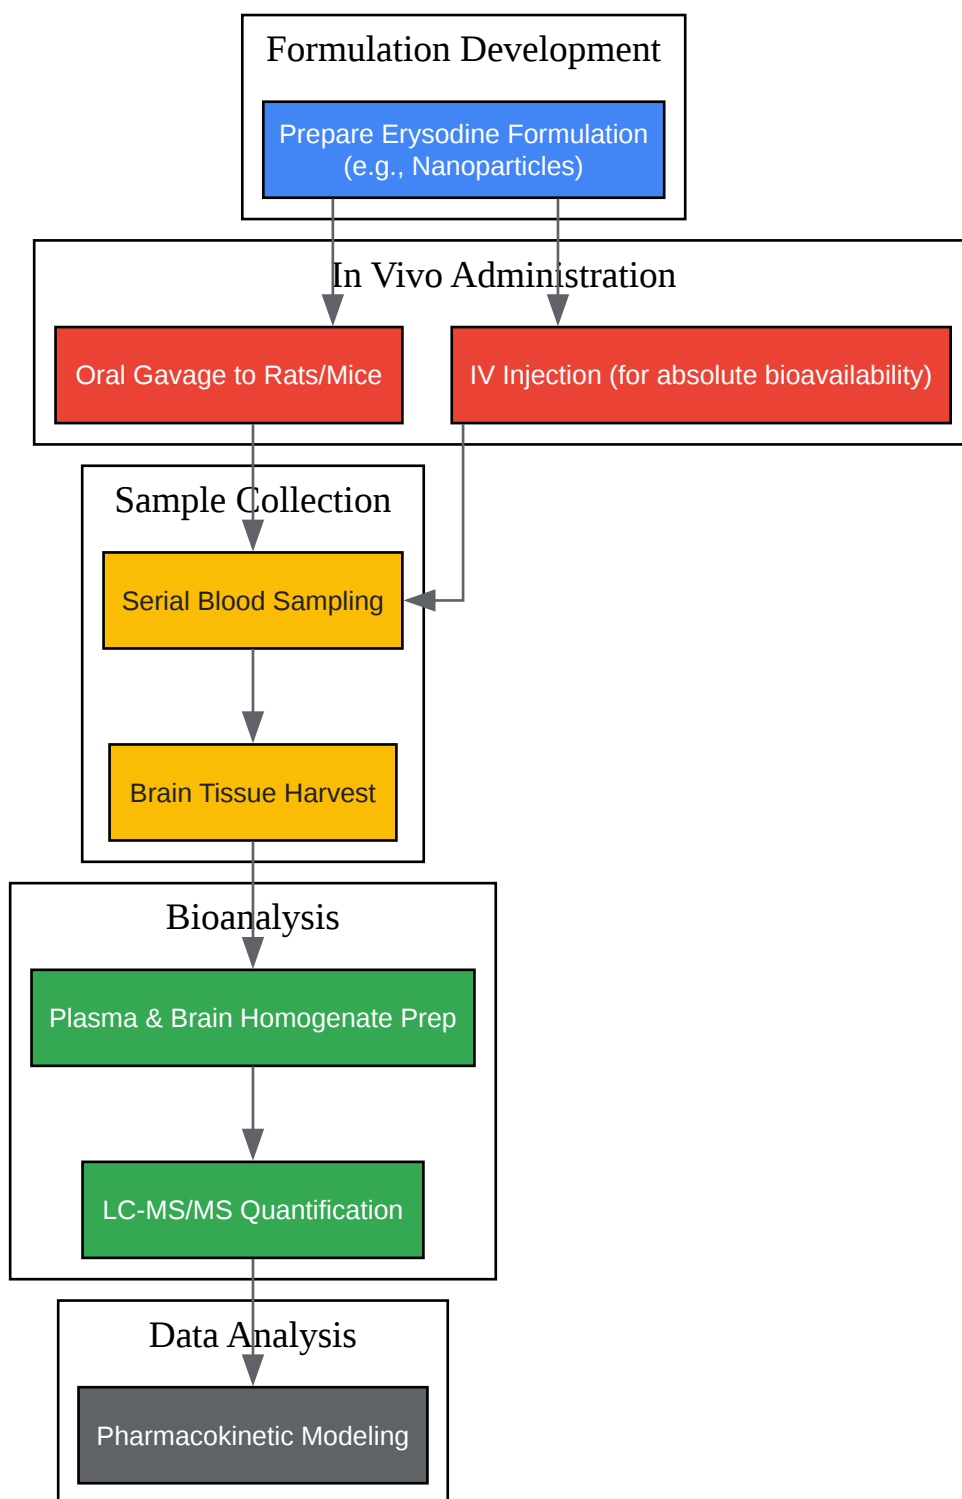 Formulation Development
Prepare Erysodine Formulation
(e.g., Nanoparticles)
In Vivo Administration
Oral Gavage to Rats/Mice
IV Injection (for absolute bioavailability)
Sample Collection
Serial Blood Sampling
Brain Tissue Harvest
Bioanalysis
Plasma & Brain Homogenate Prep
LC-MS/MS Quantification
Data Analysis
Pharmacokinetic Modeling